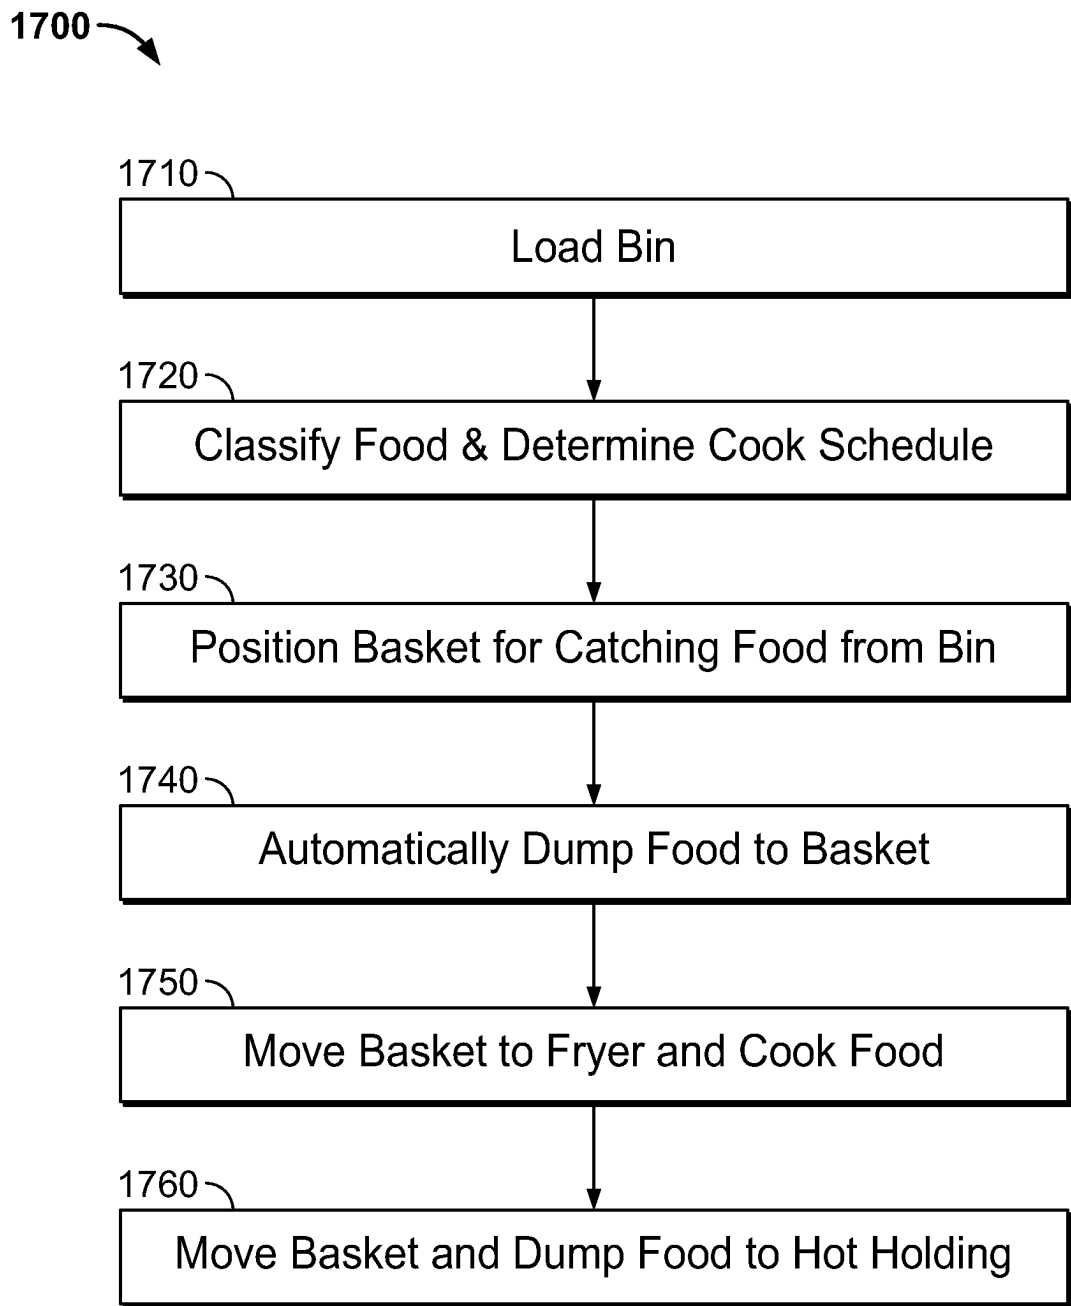 1700
1710
Load Bin
1720
Classify Food & Determine Cook Schedule
1730
Position Basket for Catching Food from Bin
1740
Automatically Dump Food to Basket
1750
Move Basket to Fryer and Cook Food
1760
Move Basket and Dump Food to Hot Holding